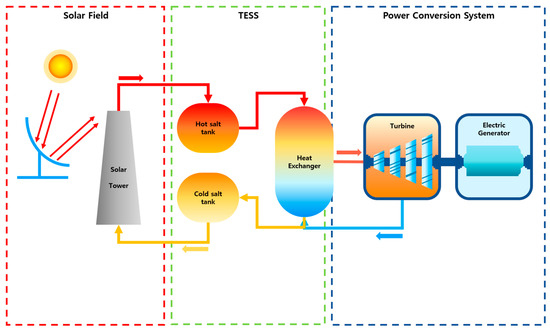 Solar Field
TESS
Power Conversion System
Hot salt
tank
Turbine
Electric
Generator
Heat
Exchanger
Solar
Tower
Cold salt
tank